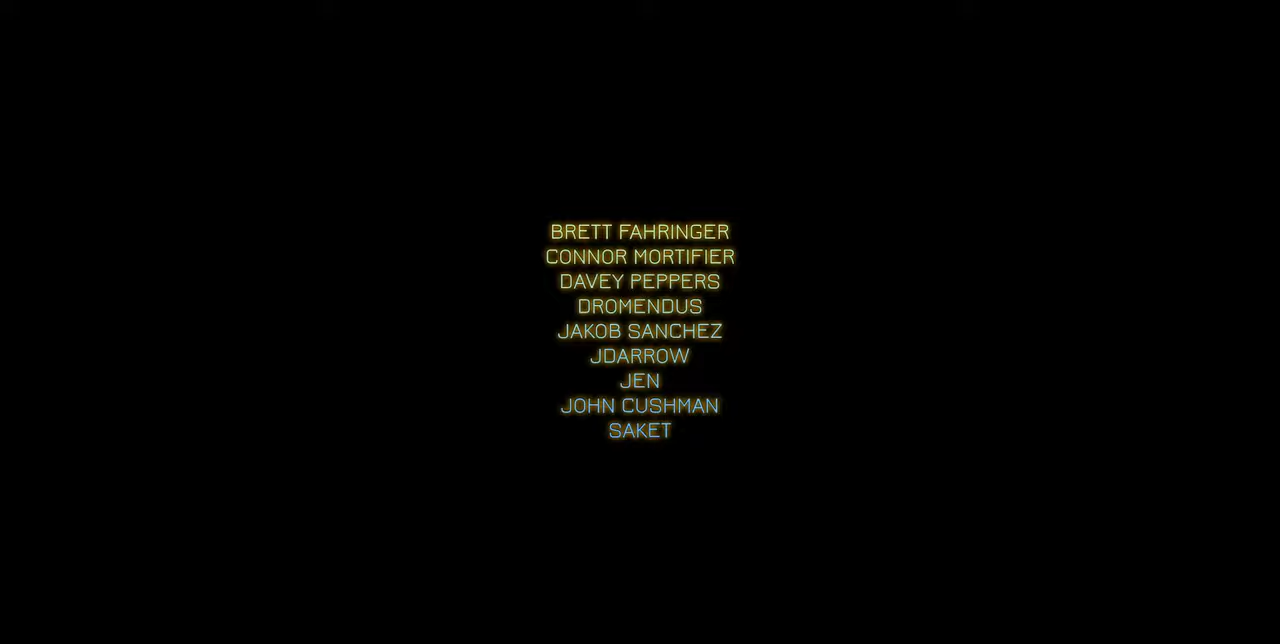 BRETT FAHRINGER
CONNOR MORTIFIER
DAVEY PEPPERS
DROMENDUS
JAKOB SANCHEZ
JDARROW
JEN
JOHN CUSHMAN
SAKET